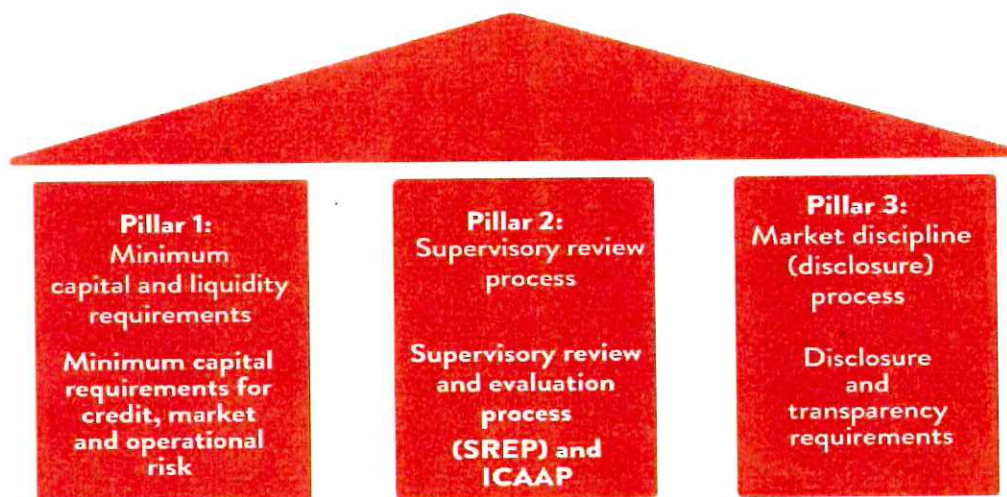 Pillar 1:
Minimum
capital and liquidity
requirements
Minimum capital
requirements for
credit, market
and operational
risk
Pillar 2:
Supervisory review
process
Supervisory review
and evaluation
process
(SREP) and
ICAAP
Pillar 3:
Market discipline
(disclosure)
process
Disclosure
and
transparency
requirements